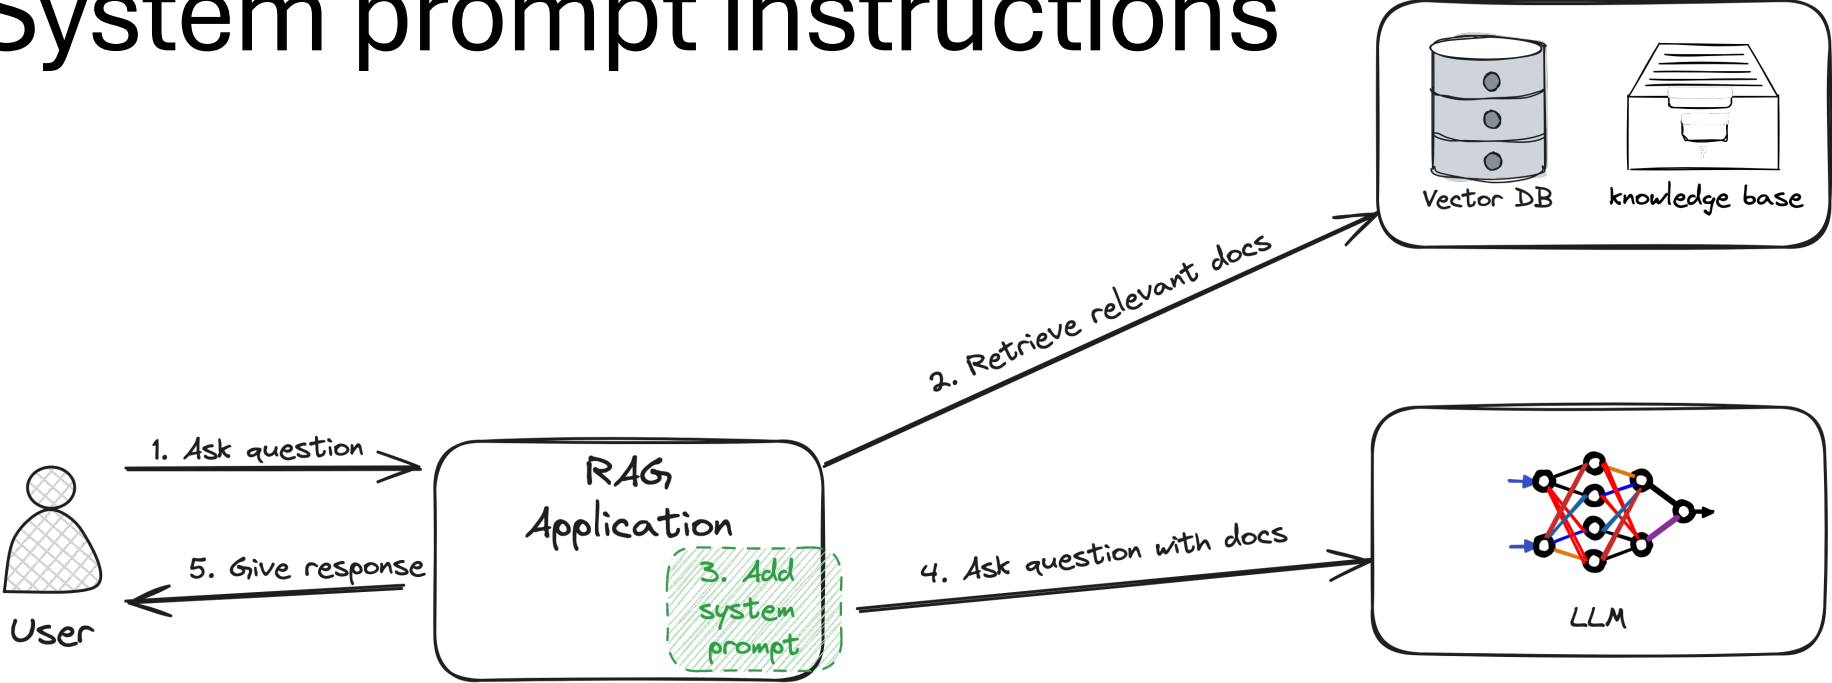 System prompt instructions
Vector DB
knowledge base
2. Retrieve relevant docs
1. Ask question
RAG
Application
3. Add
system
prompt
4. Ask question with docs
5. Give response
User
LLM